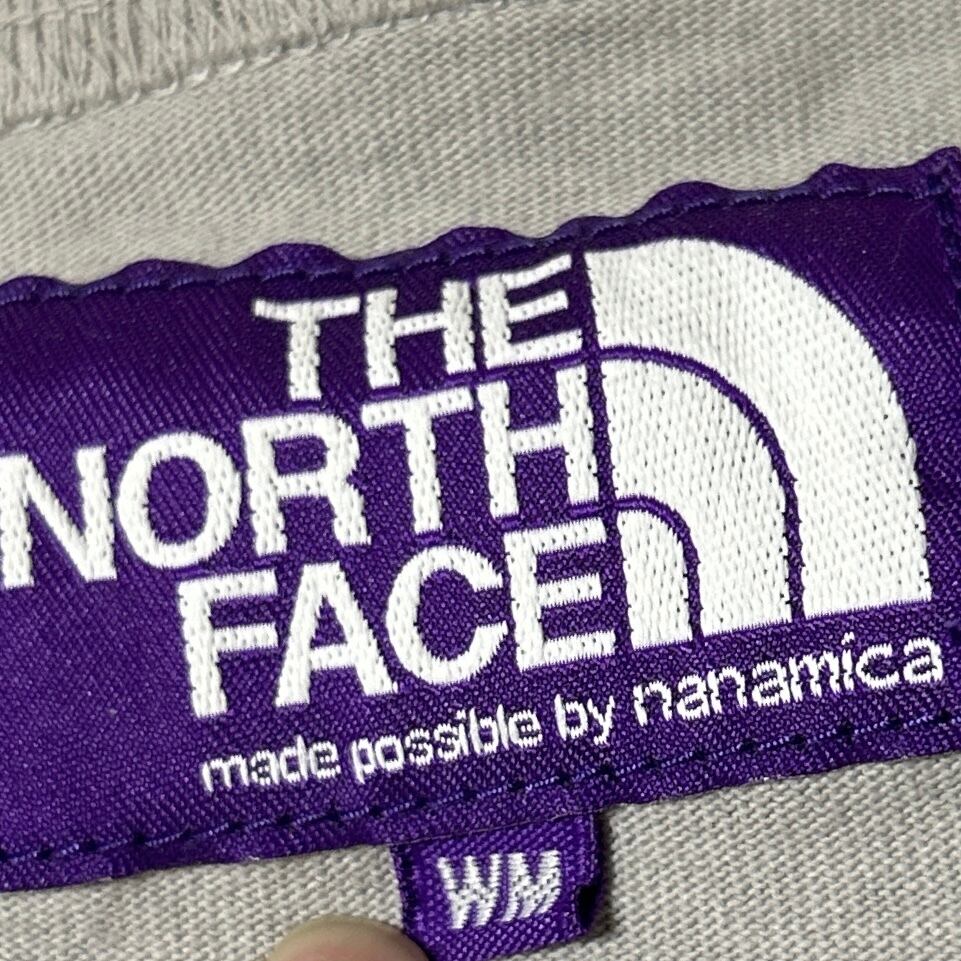 THE
NORTH
FACE
made possible by nanamica
WM